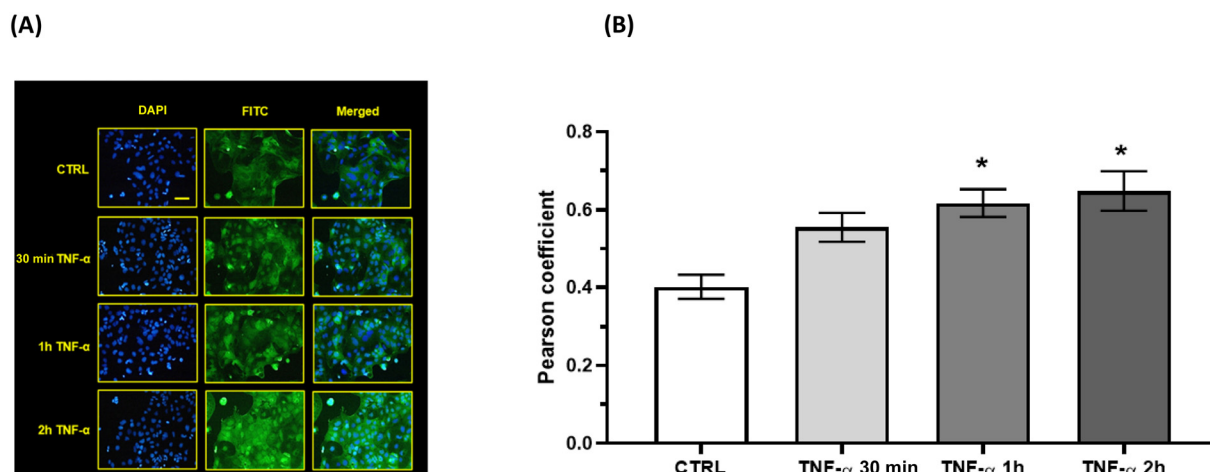 (A)
(B)
DAPI FITC Merged
CTRL
30 min TNF-α
1h TNF-α
2h TNF-α
Pearson coefficient
0.8
0.6
0.4
0.2
0.0
*
*
CTRL TNF-α 30 min TNF-α 1h TNF-α 2h